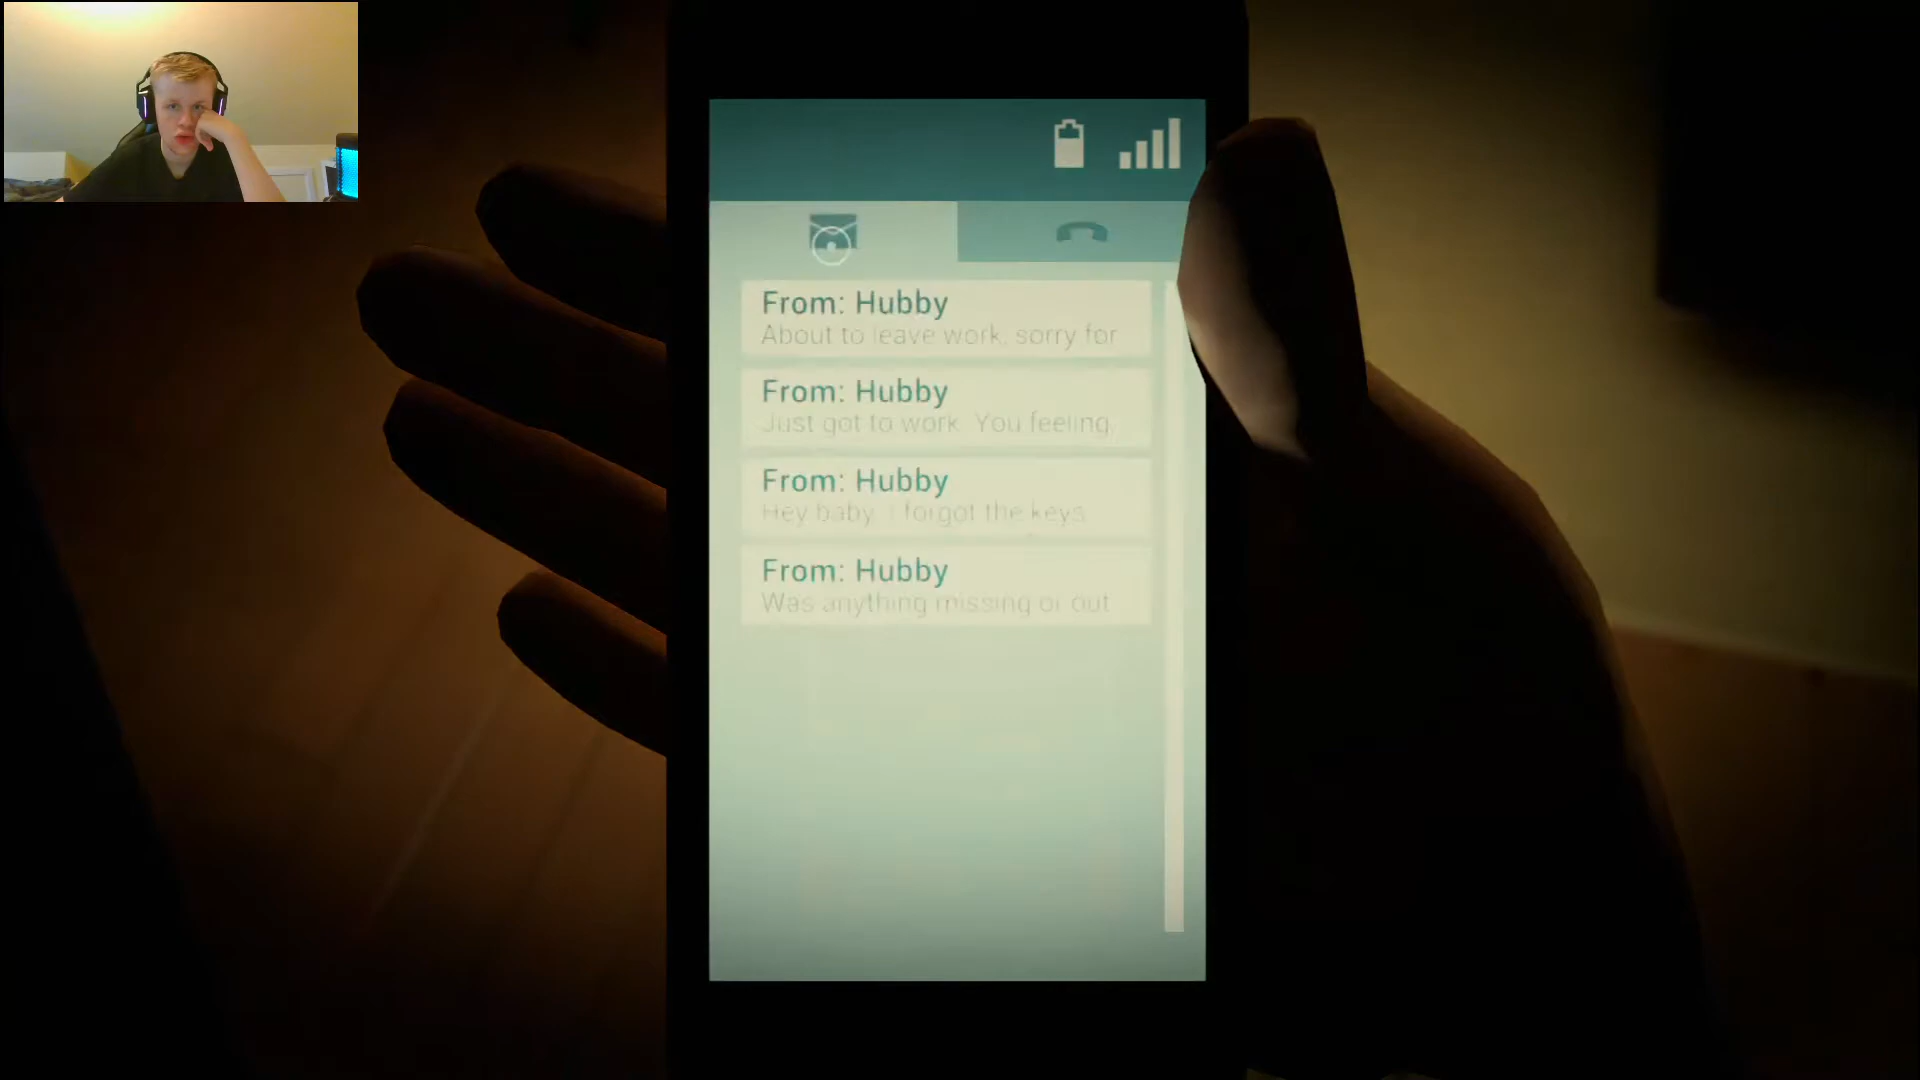 From: Hubby
About to leave work, sorry for
From: Hubby
Just got to work. You feeling,
From: Hubby
Hey baby, I forgot the keys
From: Hubby
Was anything missing or out